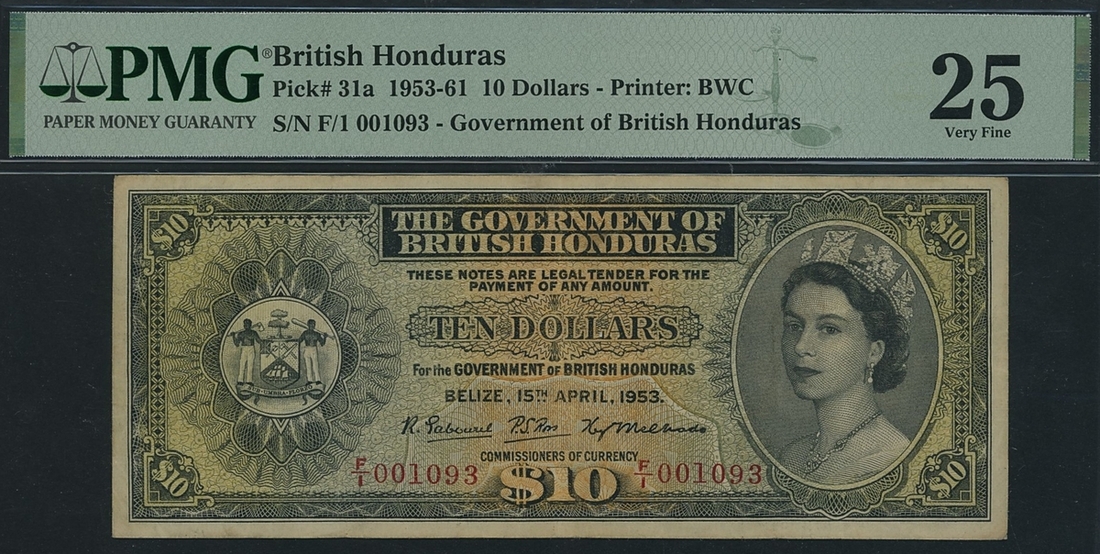 PMG®
PAPER MONEY GUARANTY
British Honduras
Pick# 31a 1953-61 10 Dollars - Printer: BWC
S/N F/1 001093 - Government of British Honduras
25
Very Fine
$10
$10
THE GOVERNMENT OF
BRITISH HONDURAS
THESE NOTES ARE LEGAL TENDER FOR THE
PAYMENT OF ANY AMOUNT.
TEN DOLLARS
For the GOVERNMENT OF BRITISH HONDURAS
BELIZE, 15TH APRIL, 1953.
COMMISSIONERS OF CURRENCY
F/1 001093
F/1 001093
$10
$10
$10